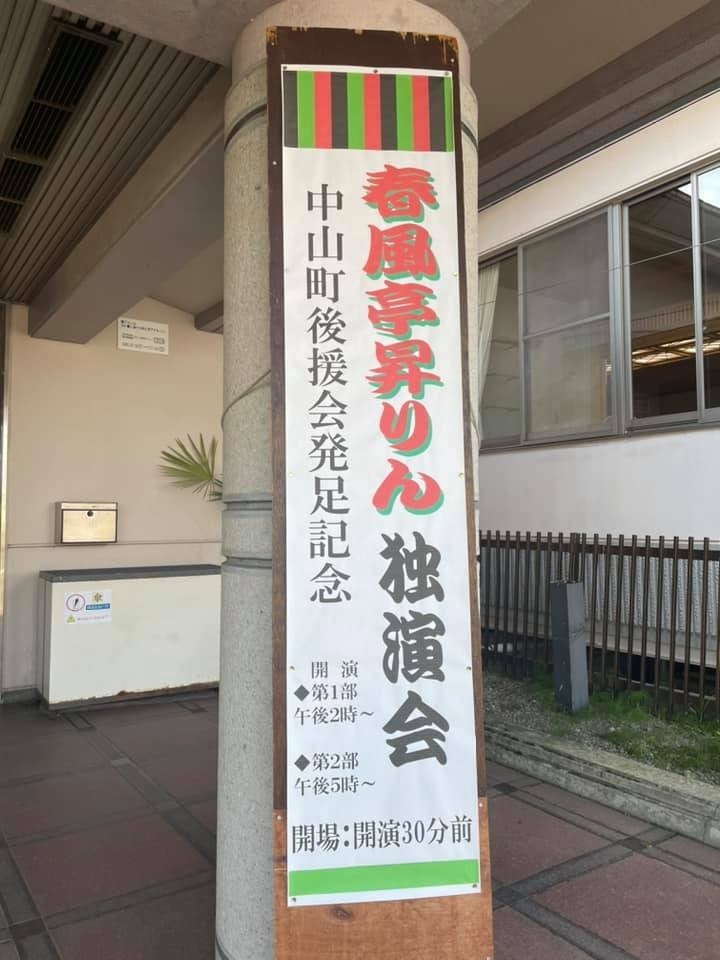 春風亭昇りん 独演会
中山町後援会発足記念
開演
◆第1部
午後2時～
◆第2部
午後5時～
開場：開演30分前